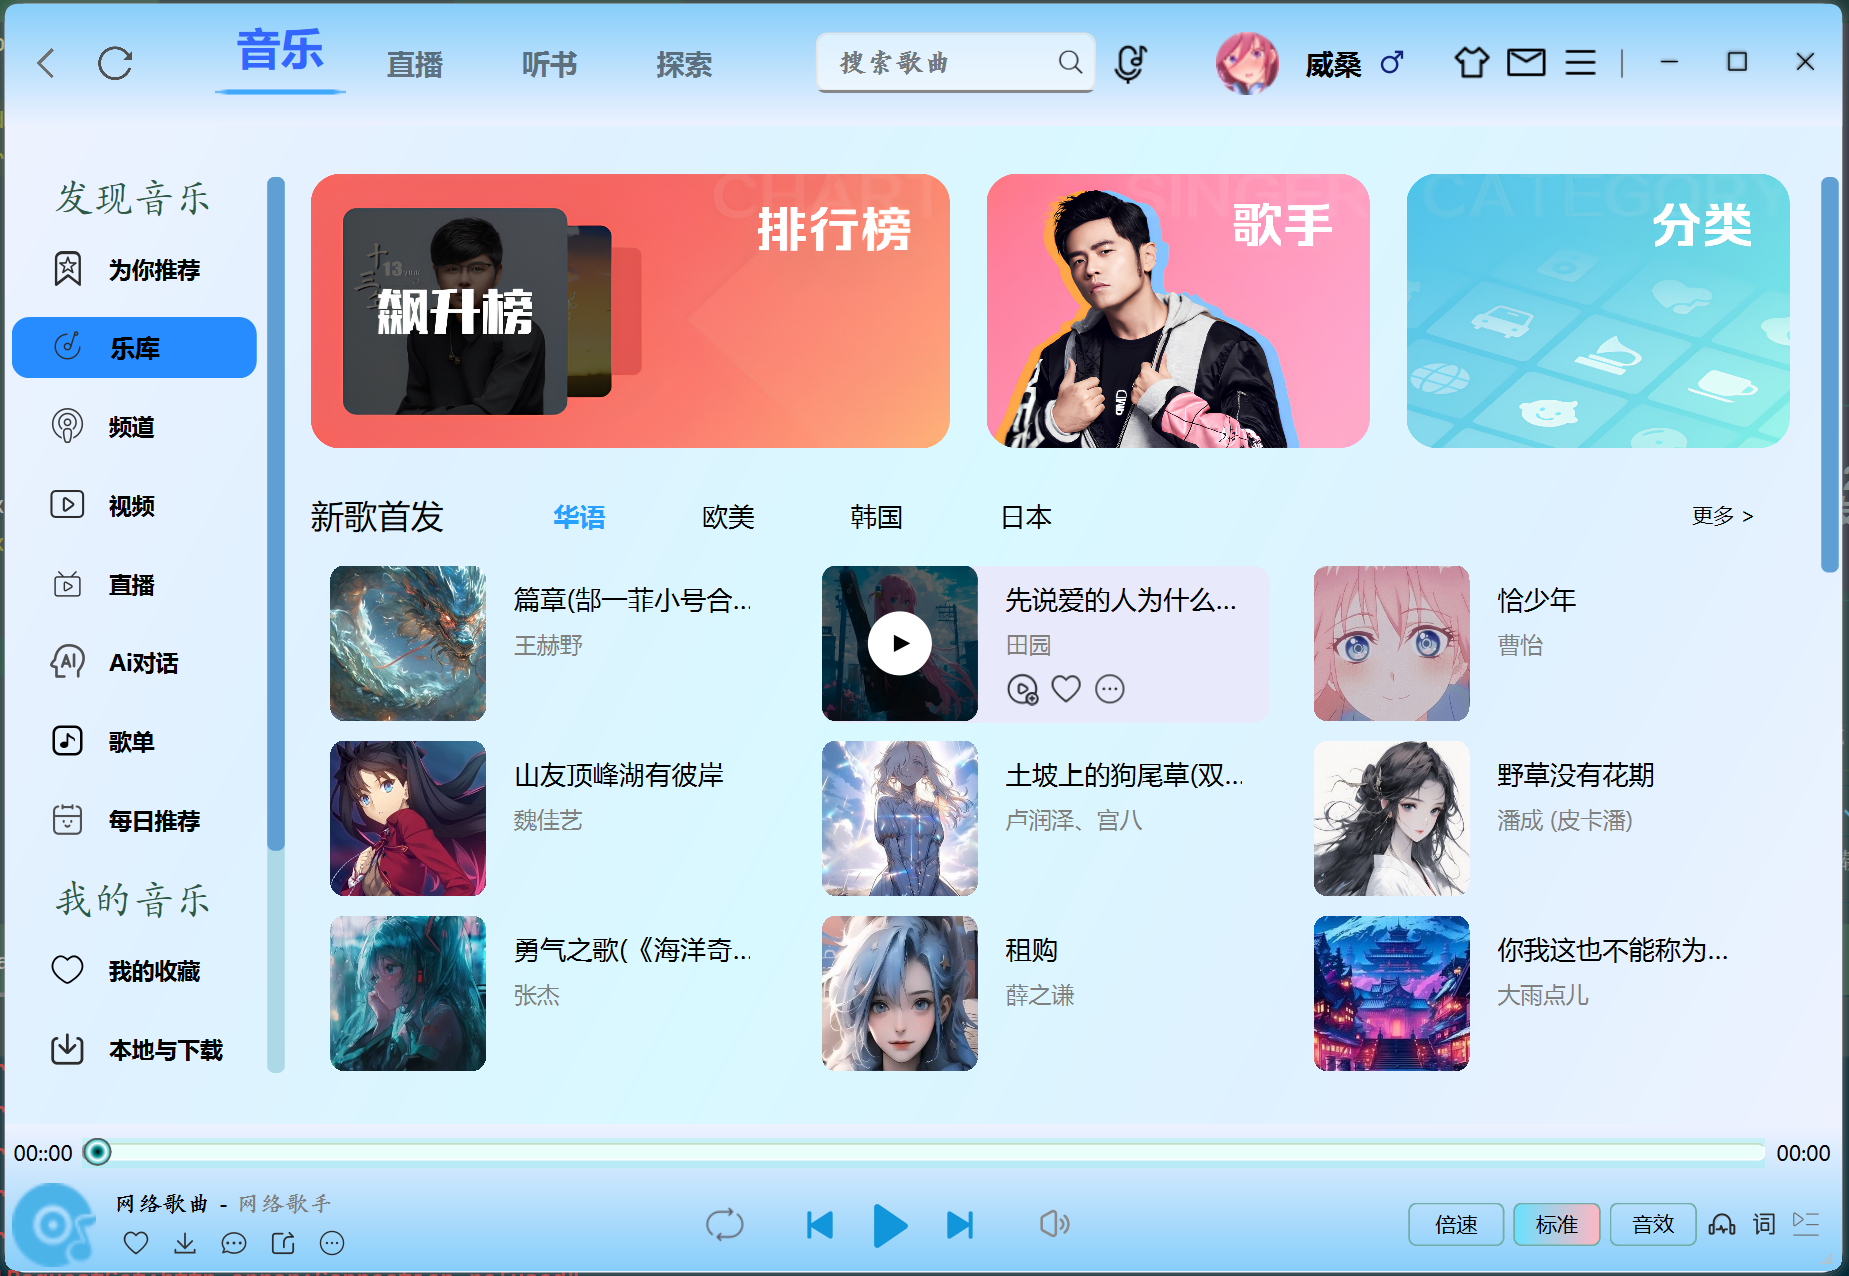 音乐
直播
听书
探索
搜索歌曲
威桑
发现音乐
为你推荐
乐库
频道
视频
直播
Ai对话
歌单
每日推荐
我的音乐
我的收藏
本地与下载
CHART
排行榜
13
飙升榜
SINGER
歌手
CATEGORY
分类
新歌首发
华语
欧美
韩国
日本
更多 >
篇章(郜一菲小号合...
王赫野
先说爱的人为什么...
田园
恰少年
曹怡
山友顶峰湖有彼岸
魏佳艺
土坡上的狗尾草(双...
卢润泽、宫八
野草没有花期
潘成 (皮卡潘)
勇气之歌(《海洋奇...
张杰
租购
薛之谦
你我这也不能称为...
大雨点儿
00::00
00:00
网络歌曲 - 网络歌手
倍速
标准
音效
词